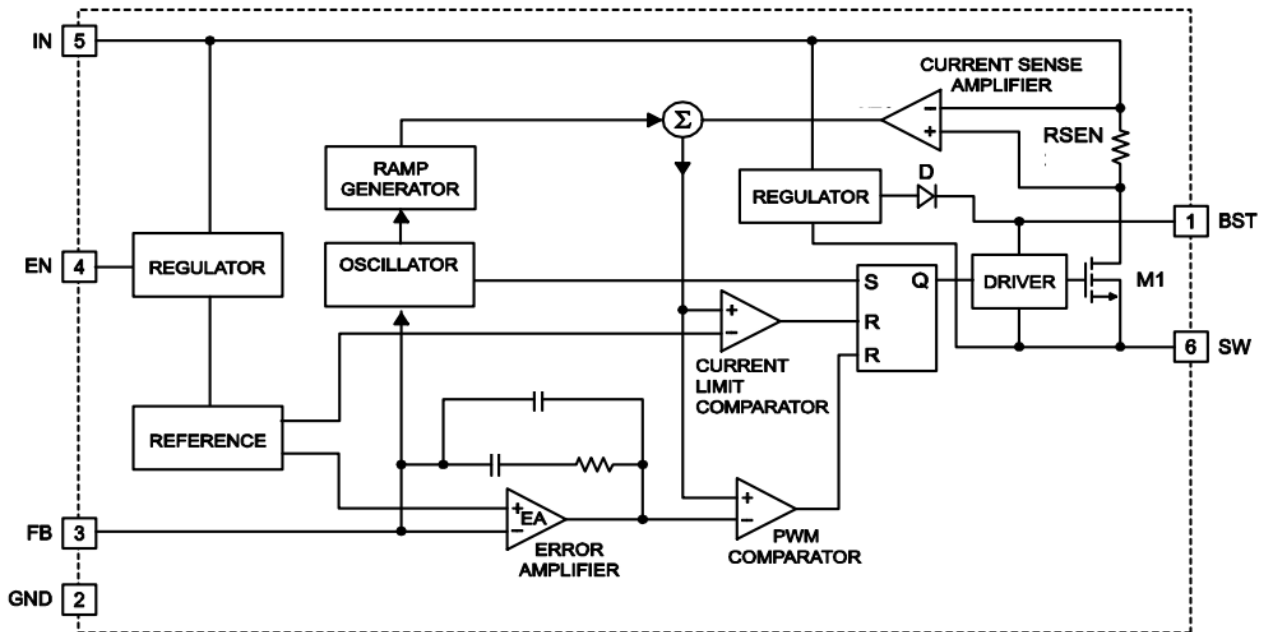 IN 5
CURRENT SENSE
AMPLIFIER
Σ
-
+
RSEN
RAMP
GENERATOR
D
REGULATOR
1 BST
EN 4
REGULATOR
OSCILLATOR
S Q
DRIVER
M1
+
-
R
R
6 SW
CURRENT
LIMIT
COMPARATOR
REFERENCE
+
EA
-
+
-
FB 3
ERROR
AMPLIFIER
PWM
COMPARATOR
GND 2